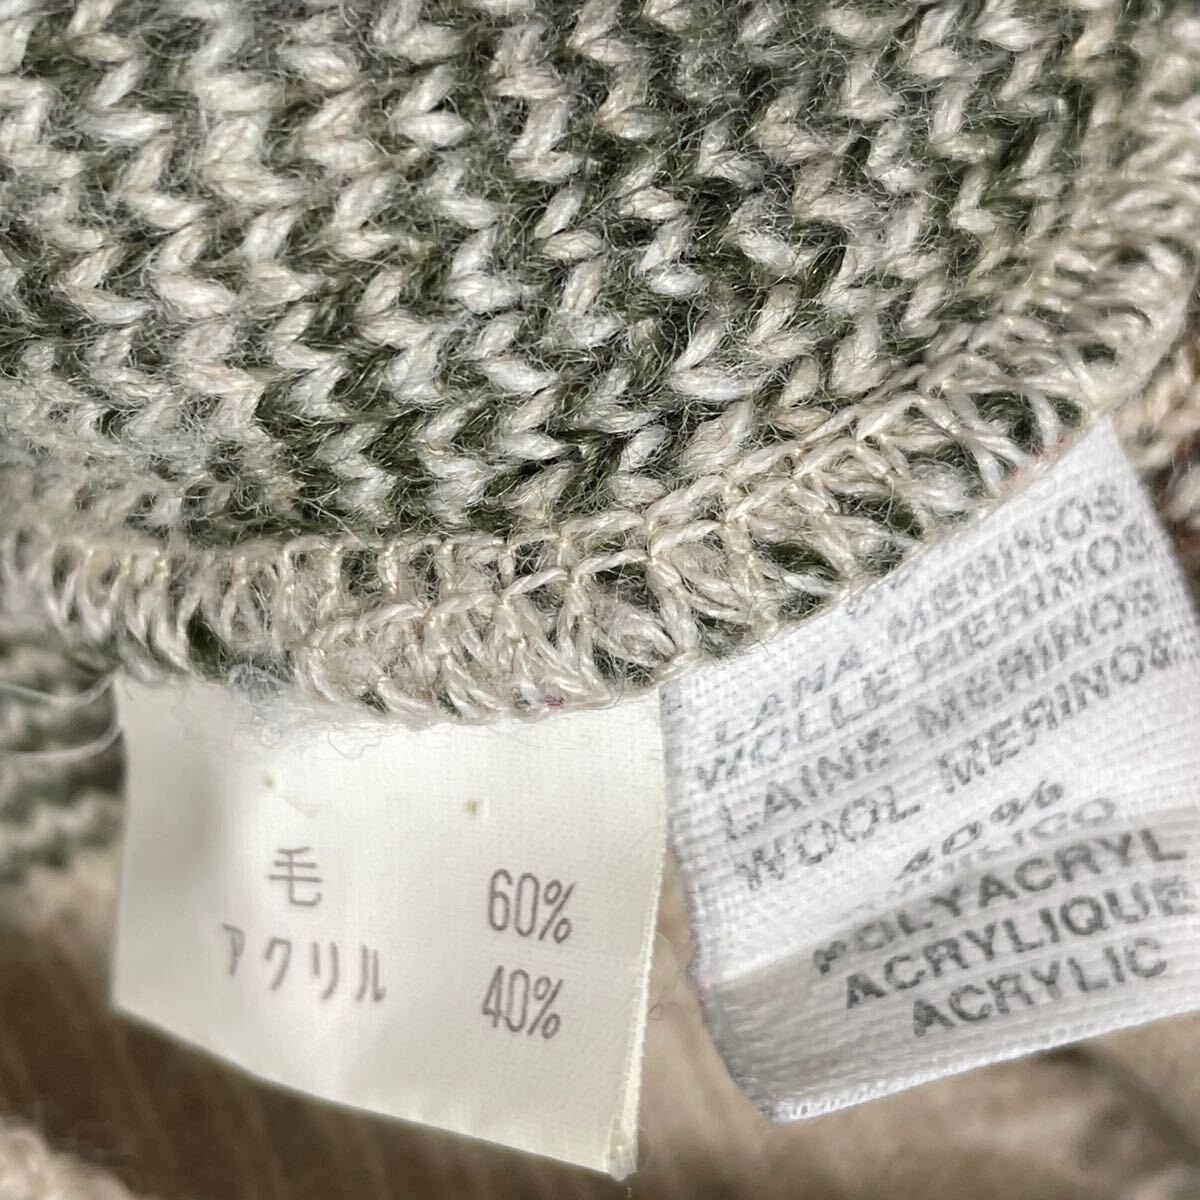 毛 60%
アクリル 40%
LANA MERINOS
WOLLE MERINOS
LAINE MERINOS
WOOL MERINOS
40%
POLYACRYL
ACRYLIQUE
ACRYLIC